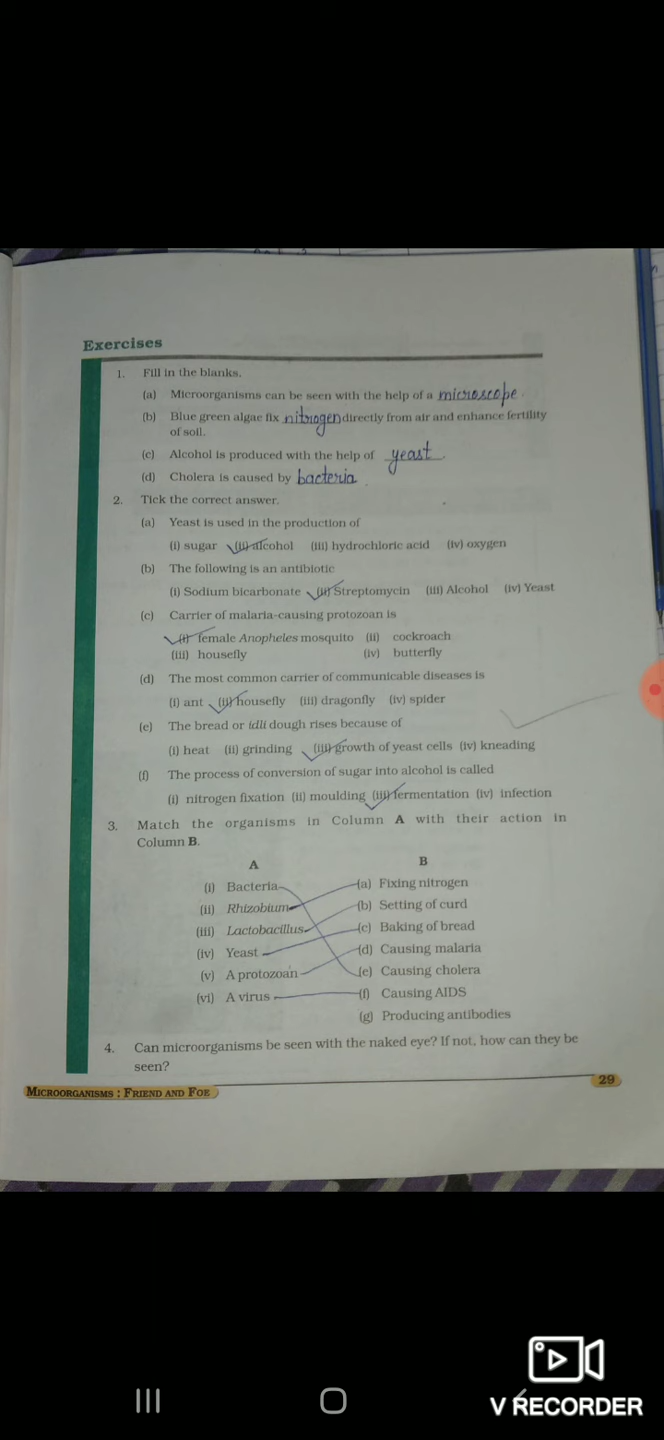 Exercises
1. Fill in the blanks.
(a) Microorganisms can be seen with the help of a microscope.
(b) Blue green algae fix nitrogen directly from air and enhance fertility
of soil.
(c) Alcohol is produced with the help of yeast.
(d) Cholera is caused by bacteria.
2. Tick the correct answer.
(a) Yeast is used in the production of
(i) sugar (ii) alcohol (iii) hydrochloric acid (iv) oxygen
(b) The following is an antibiotic
(i) Sodium bicarbonate (ii) Streptomycin (iii) Alcohol (iv) Yeast
(c) Carrier of malaria-causing protozoan is
(i) female Anopheles mosquito (ii) cockroach
(iii) housefly (iv) butterfly
(d) The most common carrier of communicable diseases is
(i) ant (ii) housefly (iii) dragonfly (iv) spider
(e) The bread or idli dough rises because of
(i) heat (ii) grinding (iii) growth of yeast cells (iv) kneading
(f) The process of conversion of sugar into alcohol is called
(i) nitrogen fixation (ii) moulding (iii) fermentation (iv) infection
3. Match the organisms in Column A with their action in
Column B.
A B
(i) Bacteria (a) Fixing nitrogen
(ii) Rhizobium (b) Setting of curd
(iii) Lactobacillus (c) Baking of bread
(iv) Yeast (d) Causing malaria
(v) A protozoan (e) Causing cholera
(vi) A virus (f) Causing AIDS
(g) Producing antibodies
4. Can microorganisms be seen with the naked eye? If not, how can they be
seen?
29
MICROORGANISMS : FRIEND AND FOE
V RECORDER